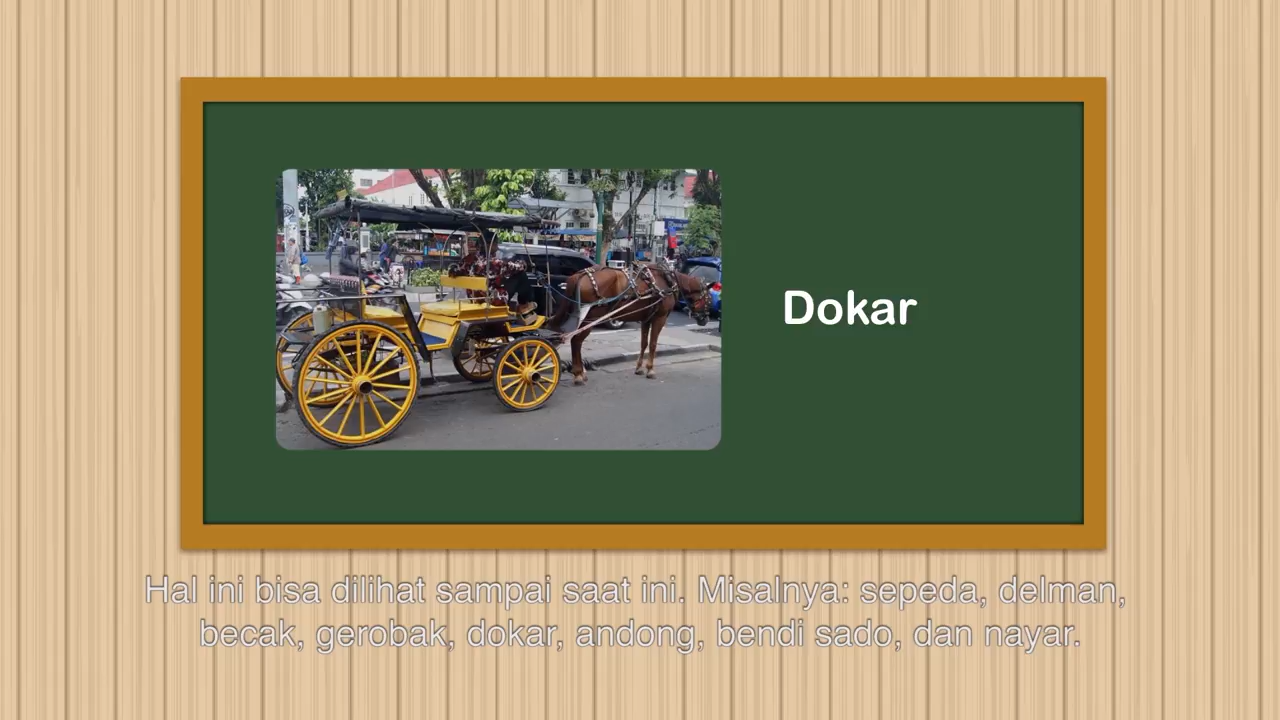 Dokar
Hal ini bisa dilihat sampai saat ini. Misalnya: sepeda, delman,
becak, gerobak, dokar, andong, bendi sado, dan nayar.